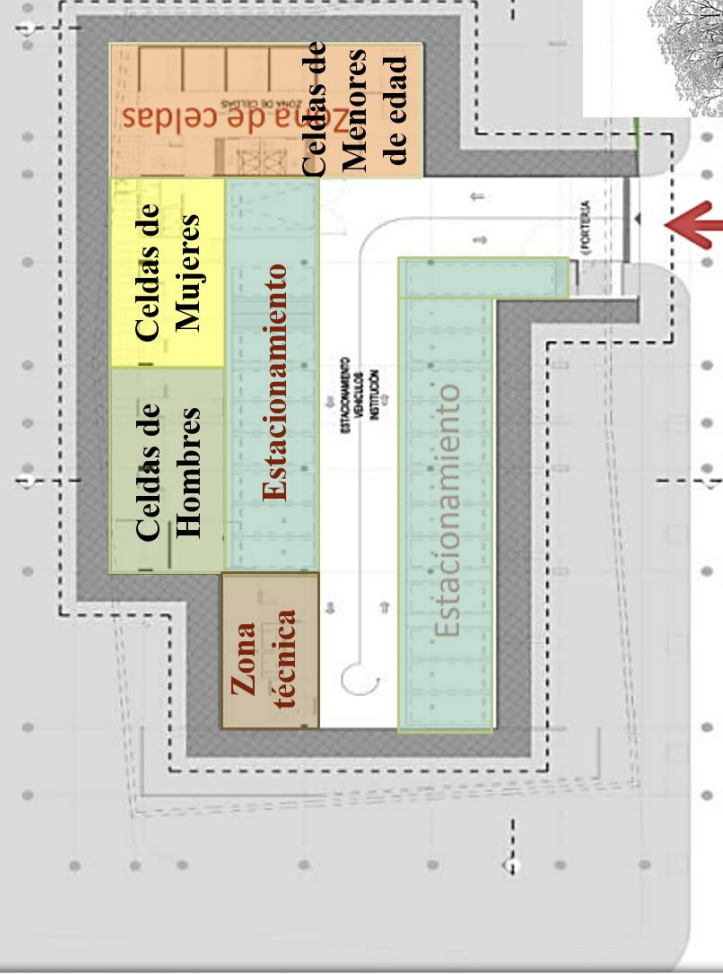 Zona de celdas
ZONA DE CELDAS
Celdas de
Menores
de edad
Celdas de
Mujeres
Celdas de
Hombres
Estacionamiento
Zona
técnica
ESTACIONAMIENTO
VEHICULOS
INSTITUCIÓN
Estacionamiento
PORTERIA